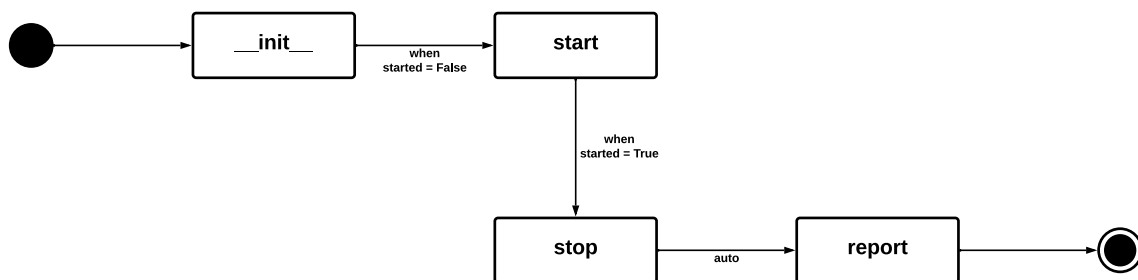 __init__
when
started = False
start
when
started = True
stop
auto
report